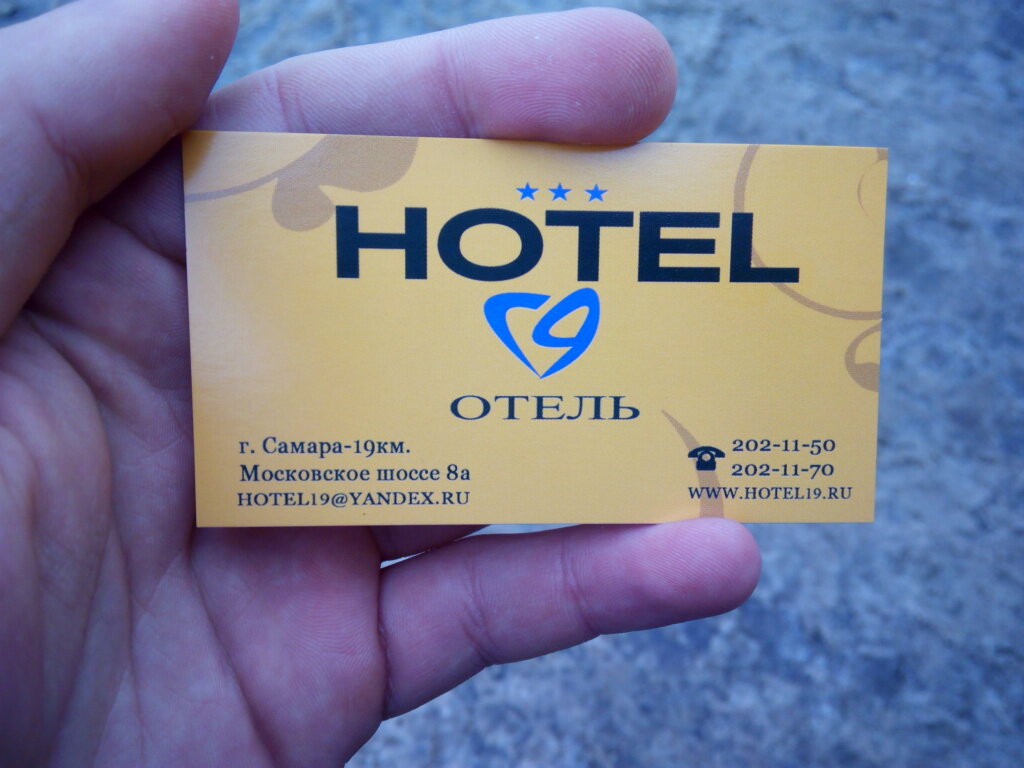 HOTEL
19
ОТЕЛЬ
г. Самара-19км.
Московское шоссе 8а
HOTEL19@YANDEX.RU
202-11-50
202-11-70
WWW.HOTEL19.RU